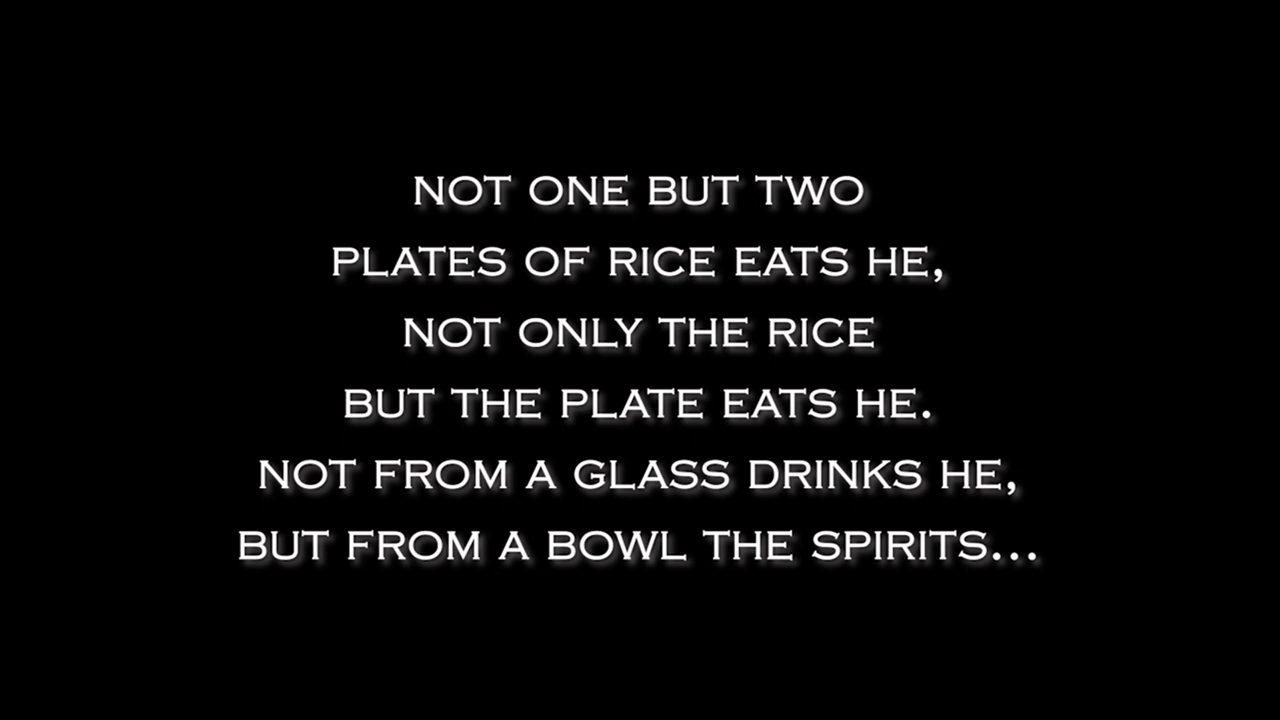 NOT ONE BUT TWO
PLATES OF RICE EATS HE,
NOT ONLY THE RICE
BUT THE PLATE EATS HE.
NOT FROM A GLASS DRINKS HE,
BUT FROM A BOWL THE SPIRITS...